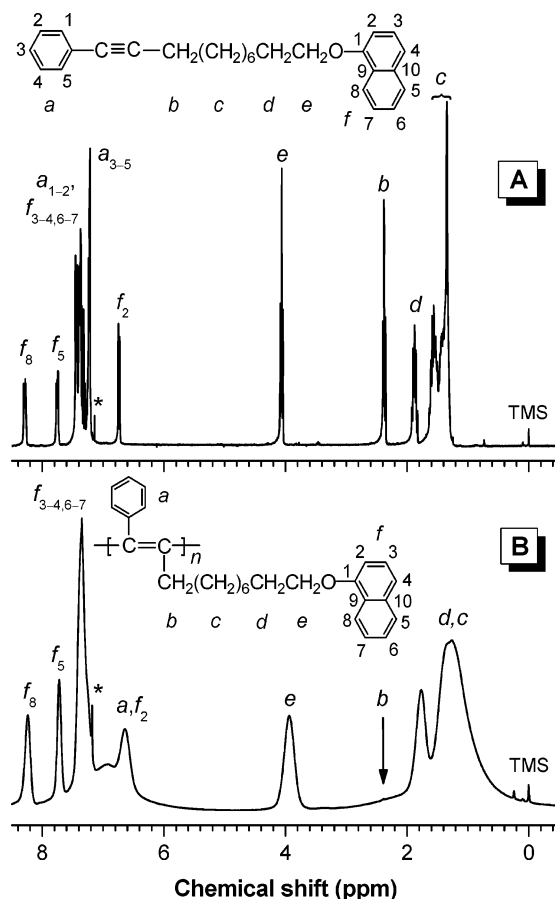 2 1 1 2 3
3 C≡C—CH₂(CH₂)₆CH₂CH₂O 4
4 5 9 10
8 5
a b c d e f 7 6
c
a₃₋₅ e
A
a₁₋₂, b
f₃₋₄,₆₋₇
f₂ d
f₈ f₅ * TMS
f₃₋₄,₆₋₇
a
B
f
[C=C]n 1 2 3
CH₂(CH₂)₆CH₂CH₂O 4
9 10
8 5
b c d e 7 6
d,c
f₅
f₈ * a,f₂ e b
TMS
8 6 4 2 0
Chemical shift (ppm)